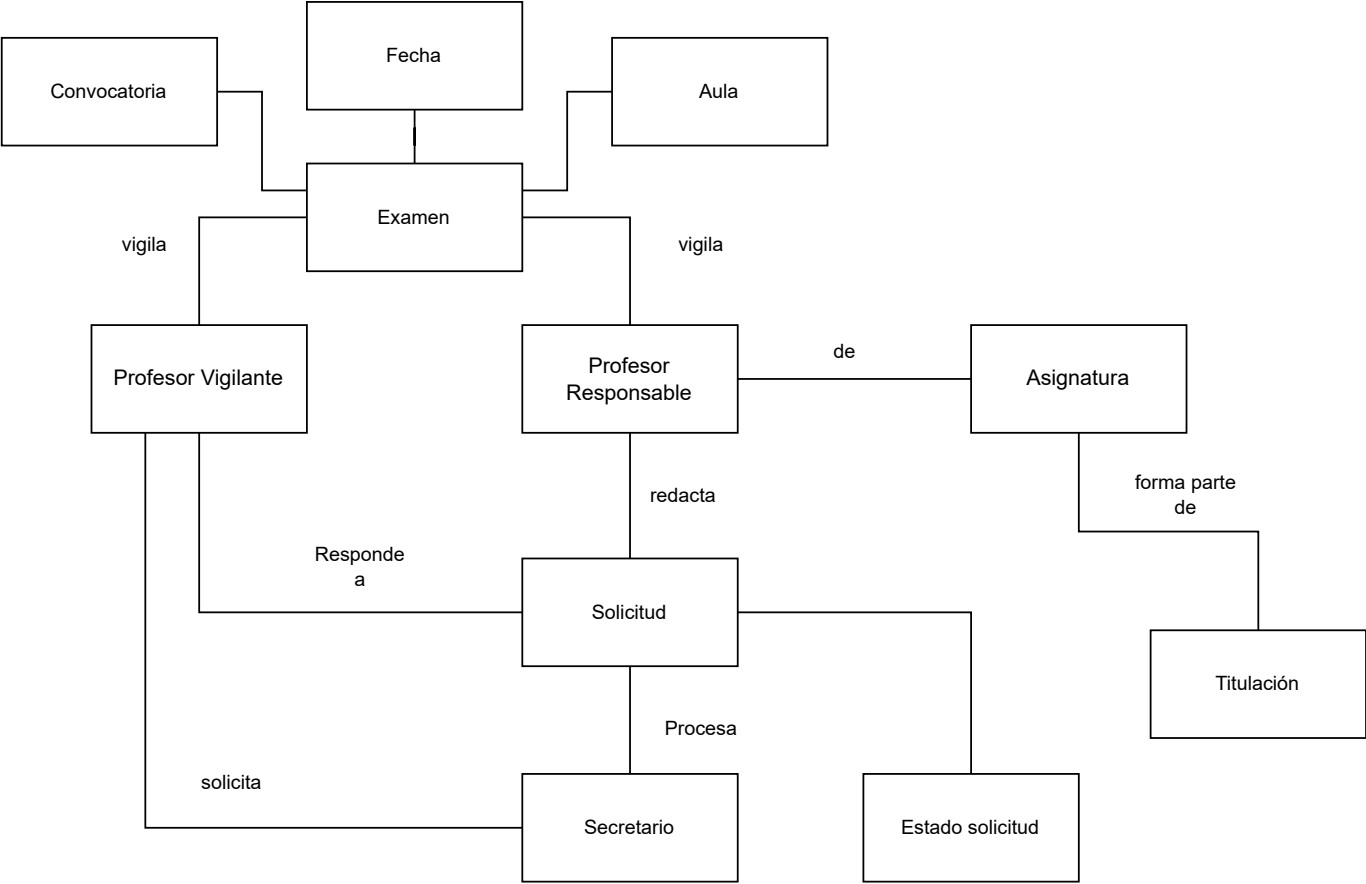 Fecha
Convocatoria
Aula
Examen
vigila
vigila
Profesor Vigilante
Profesor
Responsable
de
Asignatura
forma parte
de
redacta
Responde
a
Solicitud
Titulación
Procesa
solicita
Secretario
Estado solicitud